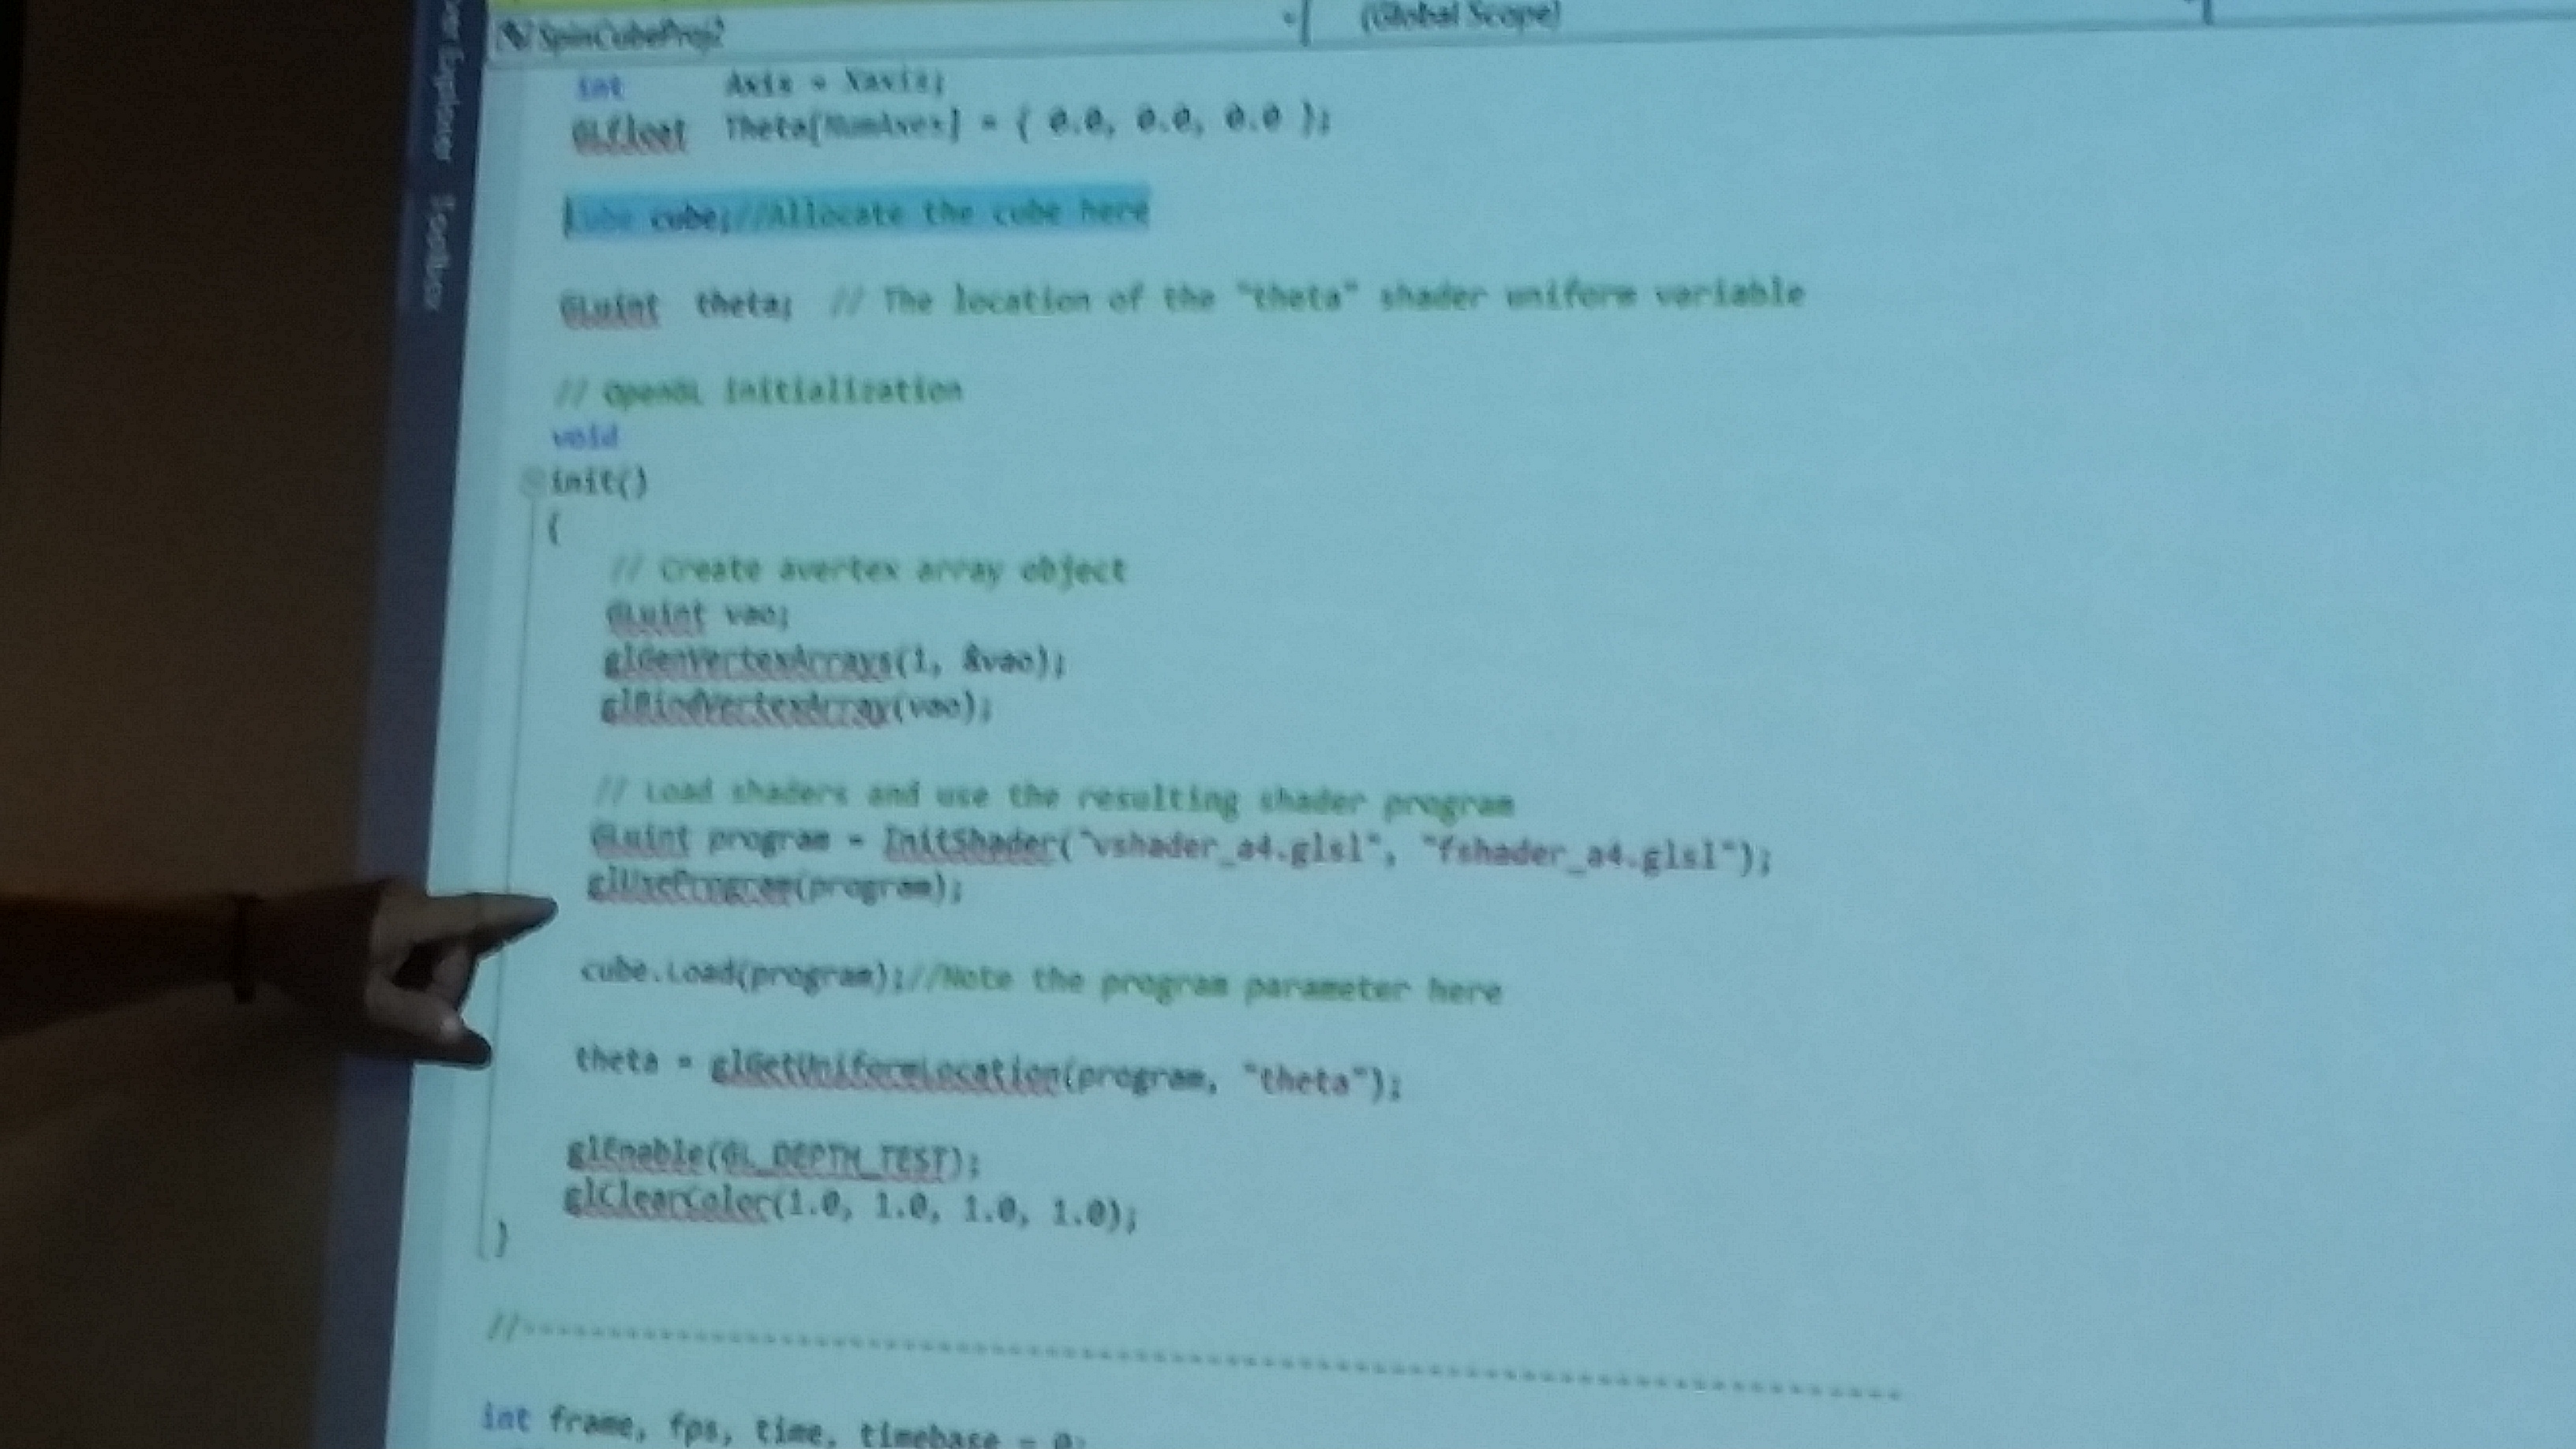 SpinCubeProj2 (Global Scope)
int Axis = Xaxis;
GLfloat Theta[NumAxes] = { 0.0, 0.0, 0.0 };
Cube cube;//Allocate the cube here
GLuint theta; // The location of the "theta" shader uniform variable
// OpenGL initialization
void
init()
{
// Create avertex array object
GLuint vao;
glGenVertexArrays(1, &vao);
glBindVertexArray(vao);
// Load shaders and use the resulting shader program
GLuint program = InitShader("vshader_a4.glsl", "fshader_a4.glsl");
glUseProgram(program);
cube.Load(program);//Note the program parameter here
theta = glGetUniformLocation(program, "theta");
glEnable(GL_DEPTH_TEST);
glClearColor(1.0, 1.0, 1.0, 1.0);
}
//----------------------------------------------------------------------------
int frame, fps, time, timebase = 0;
Explorer
Toolbox